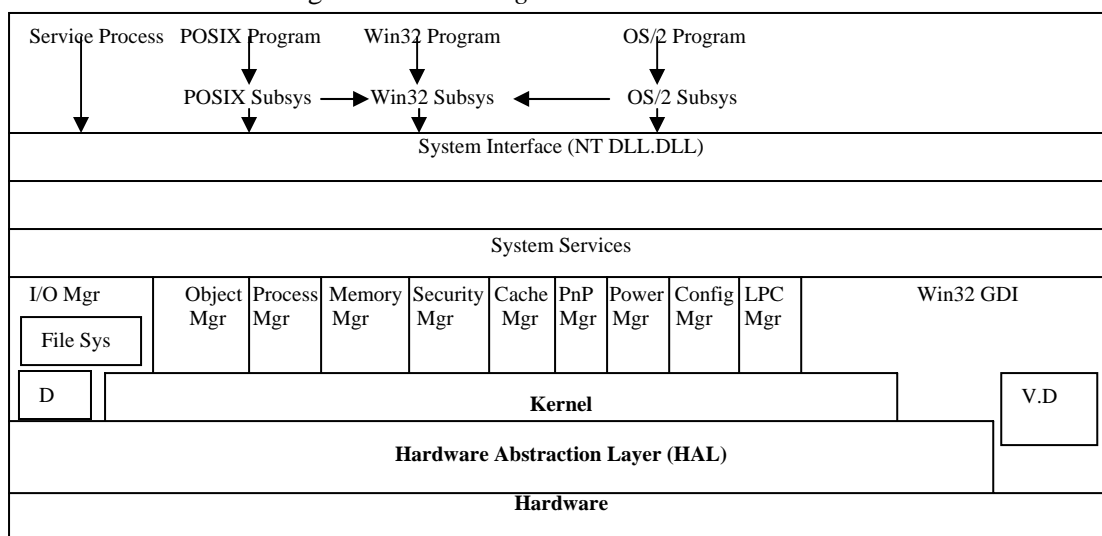 Service Process POSIX Program Win32 Program OS/2 Program
POSIX Subsys Win32 Subsys OS/2 Subsys
System Interface (NT DLL.DLL)
System Services
I/O Mgr
File Sys
D
Object Mgr
Process Mgr
Memory Mgr
Security Mgr
Cache Mgr
PnP Mgr
Power Mgr
Config Mgr
LPC Mgr
Win32 GDI
Kernel
V.D
Hardware Abstraction Layer (HAL)
Hardware